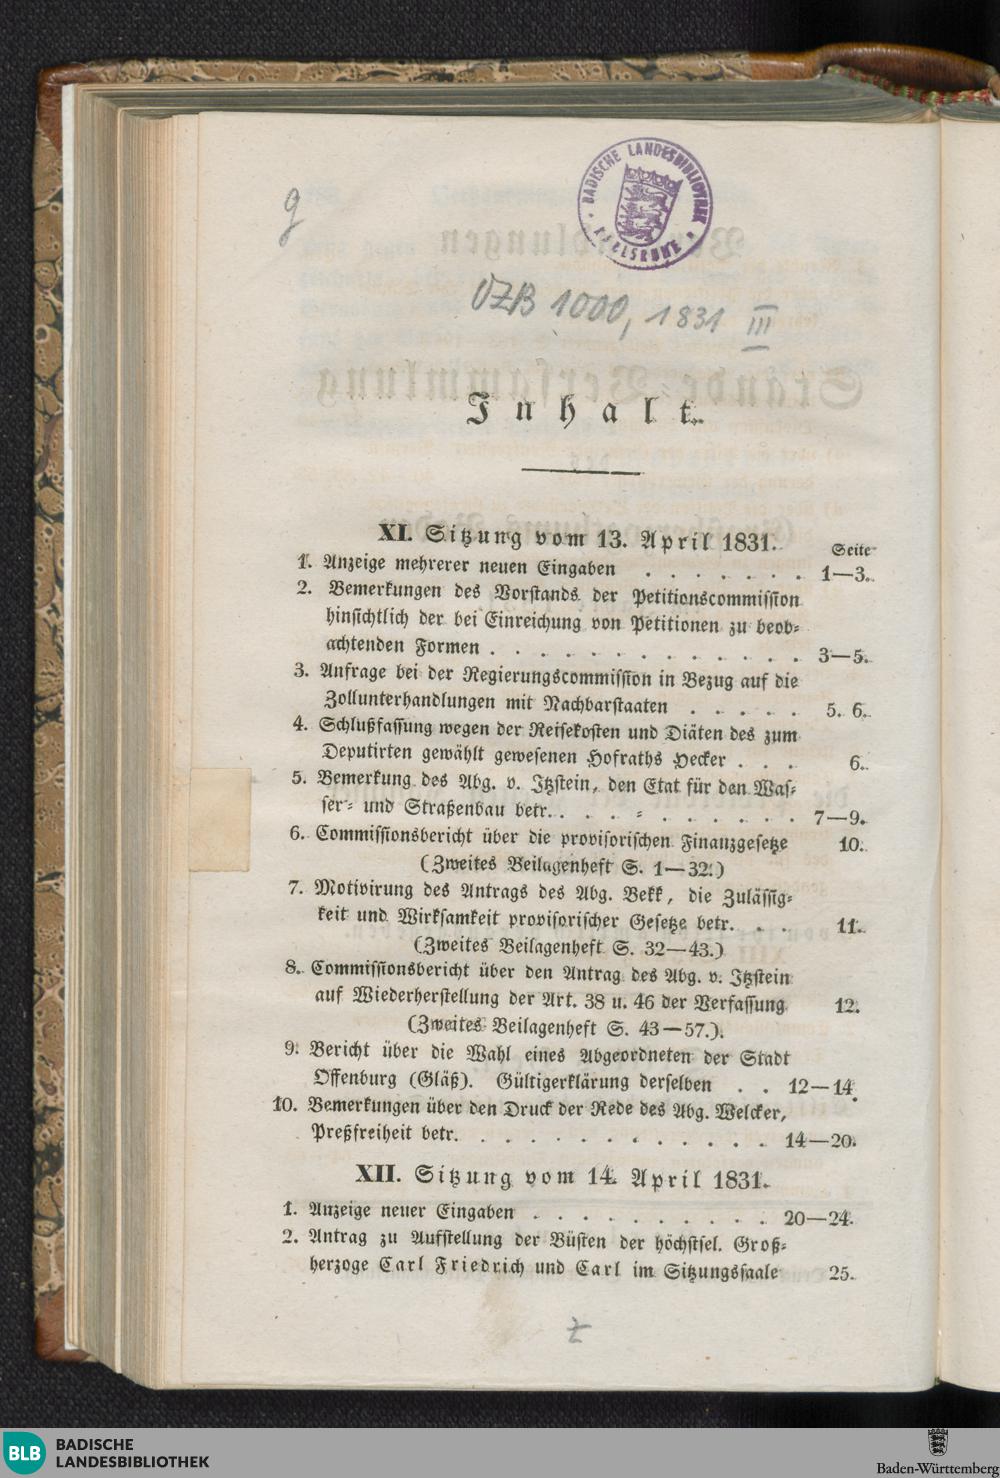 BADISCHE LANDESBIBLIOTHEK
KARLSRUHE
g
OZB 1000, 1831 III
Inhalt.
XI. Sitzung vom 13. April 1831.
Seite
1. Anzeige mehrerer neuen Eingaben . . . . . . . 1—3.
2. Bemerkungen des Vorstands der Petitionscommission
hinsichtlich der bei Einreichung von Petitionen zu beob-
achtenden Formen . . . . . . . . . . . . . 3—5.
3. Anfrage bei der Regierungscommission in Bezug auf die
Zollunterhandlungen mit Nachbarstaaten . . . . . 5. 6.
4. Schlußfassung wegen der Reisekosten und Diäten des zum
Deputirten gewählt gewesenen Hofraths Hecker . . . 6.
5. Bemerkung des Abg. v. Itzstein, den Etat für den Was-
ser- und Straßenbau betr. . . . . . . . . . . 7—9.
6. Commissionsbericht über die provisorischen Finanzgesetze 10.
(Zweites Beilagenheft S. 1—32.)
7. Motivirung des Antrags des Abg. Bekk, die Zulässig-
keit und Wirksamkeit provisorischer Gesetze betr. . . 11.
(Zweites Beilagenheft S. 32—43.)
8. Commissionsbericht über den Antrag des Abg. v. Itzstein
auf Wiederherstellung der Art. 38 u. 46 der Verfassung 12.
(Zweites Beilagenheft S. 43—57.).
9. Bericht über die Wahl eines Abgeordneten der Stadt
Offenburg (Gläß). Gültigerklärung derselben . . 12—14.
10. Bemerkungen über den Druck der Rede des Abg. Welcker,
Preßfreiheit betr. . . . . . . . . . . . . . 14—20.
XII. Sitzung vom 14. April 1831.
1. Anzeige neuer Eingaben . . . . . . . . . . 20—24.
2. Antrag zu Aufstellung der Büsten der höchstsel. Groß-
herzoge Carl Friedrich und Carl im Sitzungssaale 25.
BLB
BADISCHE
LANDESBIBLIOTHEK
Baden-Württemberg